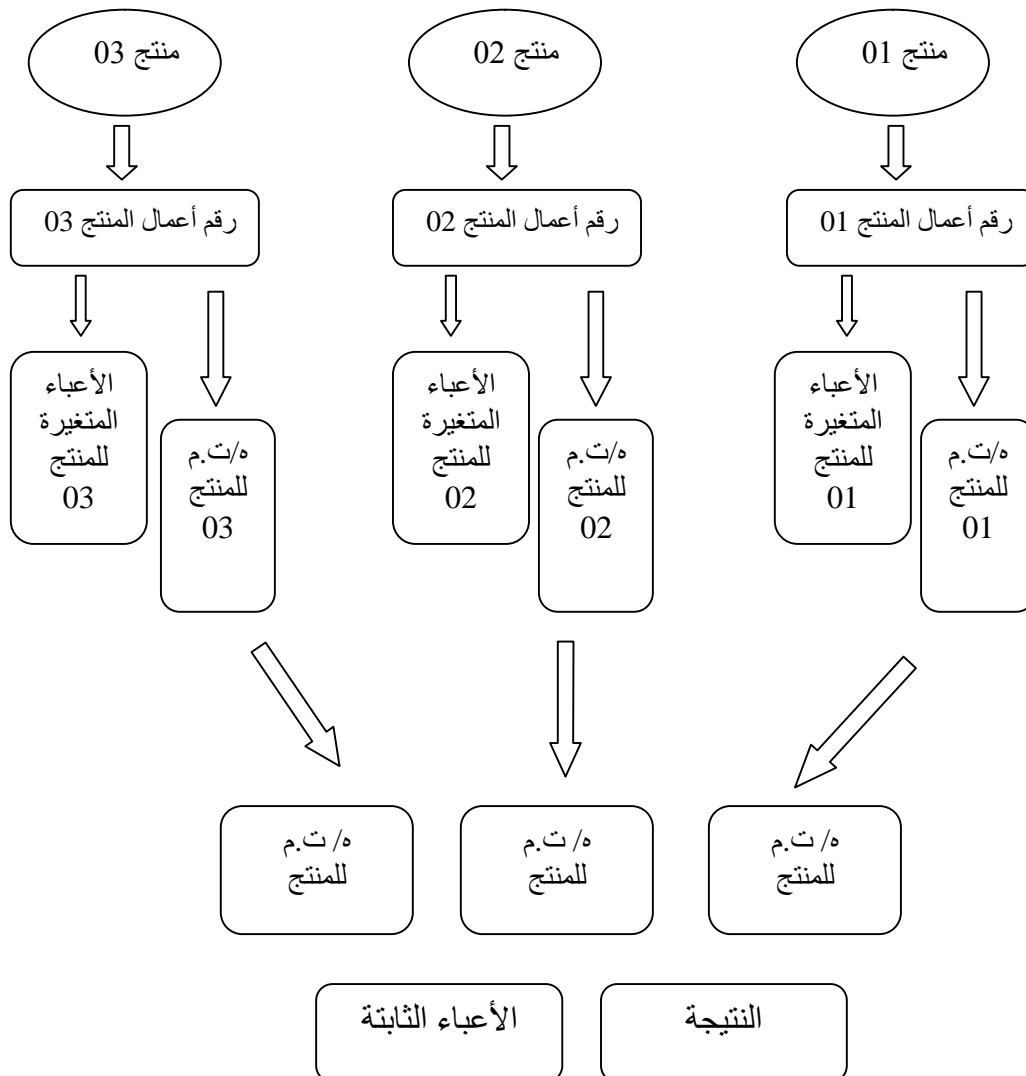 منتج 01
منتج 02
منتج 03
رقم أعمال المنتج 01
رقم أعمال المنتج 02
رقم أعمال المنتج 03
ه/ت.م
للمنتج
01
الأعباء
المتغيرة
للمنتج
01
ه/ت.م
للمنتج
02
الأعباء
المتغيرة
للمنتج
02
ه/ت.م
للمنتج
03
الأعباء
المتغيرة
للمنتج
03
ه/ ت.م
للمنتج
ه/ ت.م
للمنتج
ه/ ت.م
للمنتج
النتيجة
الأعباء الثابتة